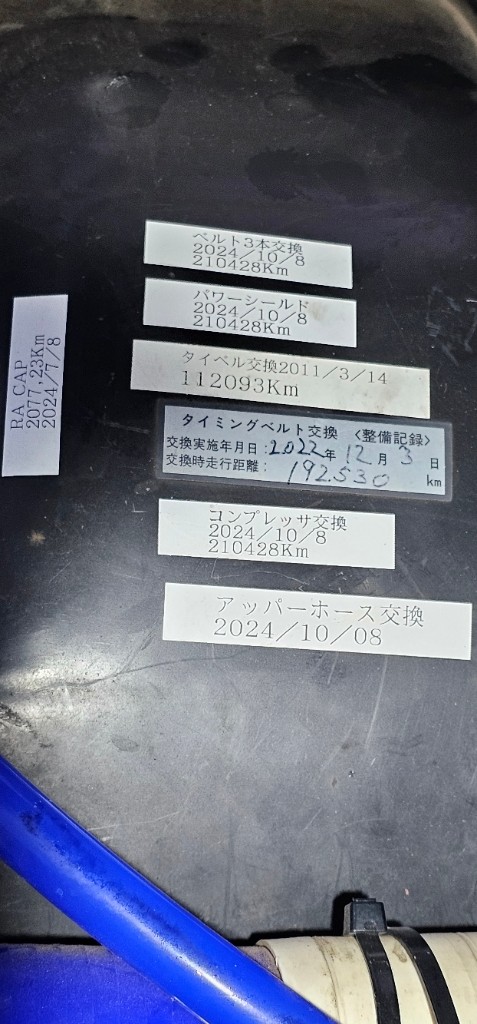 ベルト3本交換
2024/10/8
210428Km
パワーシールド
2024/10/8
210428Km
RA CAP
2077,23Km
2024/7/8
タイベル交換2011/3/14
112093Km
タイミングベルト交換 〈整備記録〉
交換実施年月日:2022年 12月 3日
交換時走行距離: 192.530 km
コンプレッサ交換
2024/10/8
210428Km
アッパーホース交換
2024/10/08